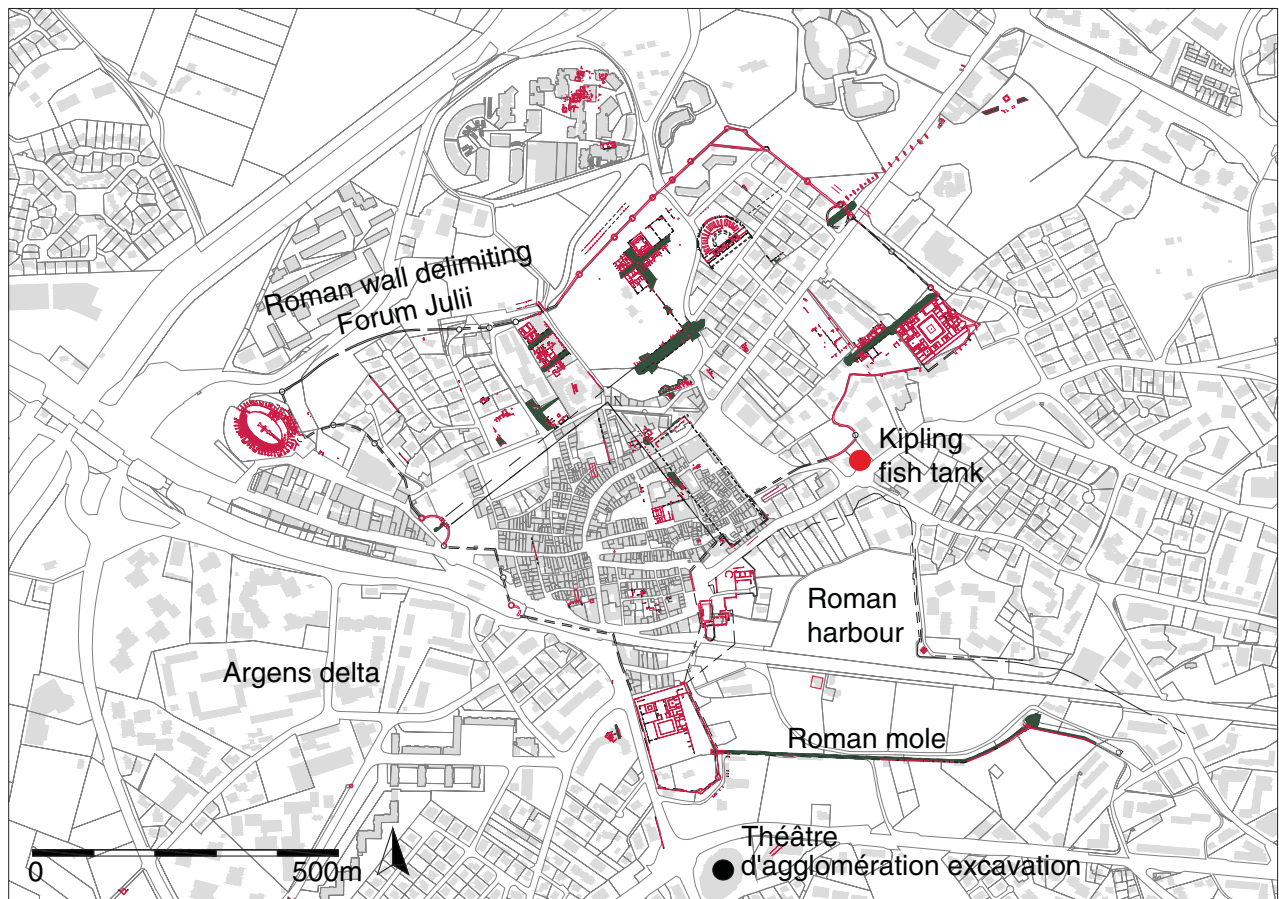 Roman wall delimiting
Forum Julii
N
Kipling
fish tank
Roman
harbour
Argens delta
Roman mole
Théâtre
d'agglomération excavation
0
500m